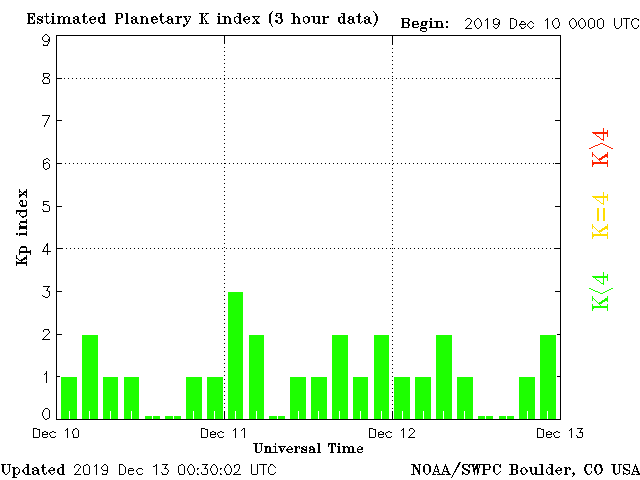 Estimated Planetary K index (3 hour data) Begin: 2019 Dec 10 0000 UTC
9
8
7
6
5
4
3
2
1
0
Kp index
K>4
K=4
K<4
Dec 10 Dec 11 Dec 12 Dec 13
Universal Time
Updated 2019 Dec 13 00:30:02 UTC NOAA/SWPC Boulder, CO USA